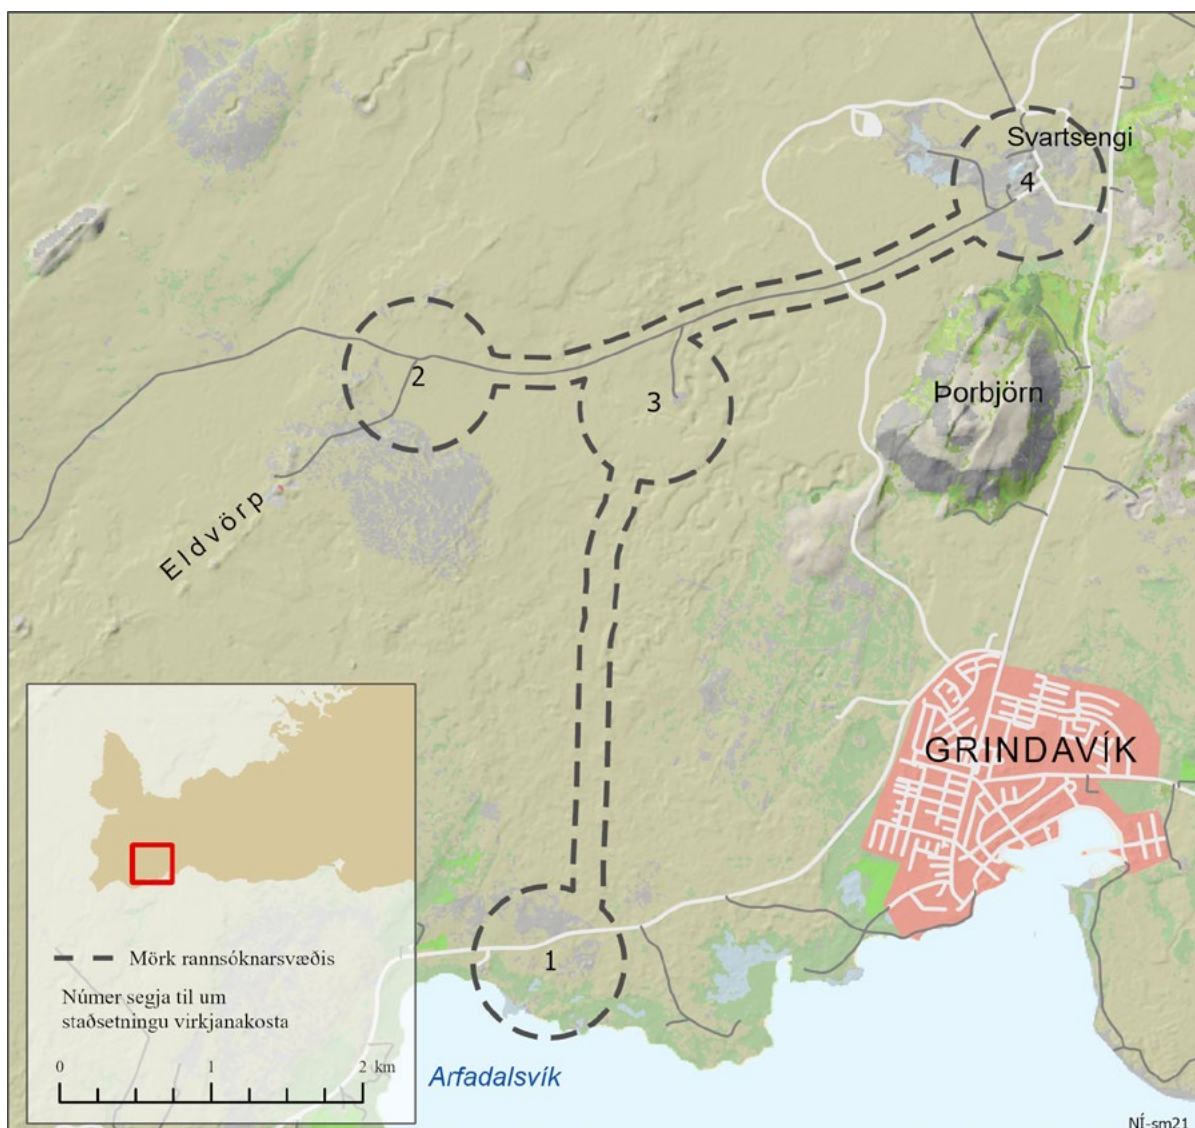 Svartsengi
4
2
3
Þorbjörn
Eldvörp
GRINDAVÍK
1
Arfadalsvík
Mörk rannsóknarsvæðis
Númer segja til um
staðsetningu virkjanakosta
0 1 2 km
NÍ-sm21